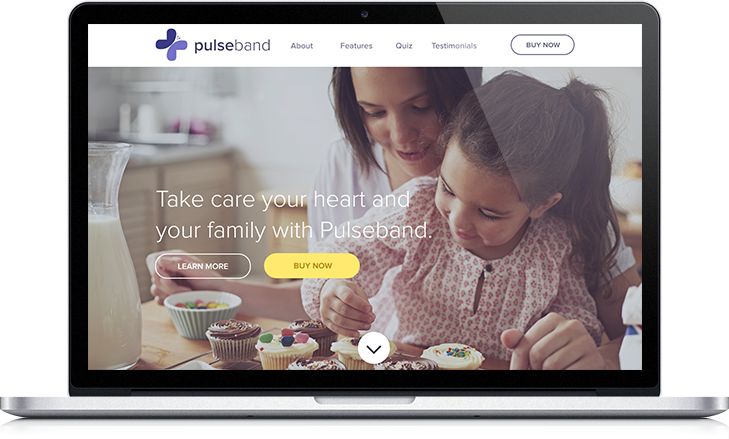 pulseband
About
Features
Quiz
Testimonials
BUY NOW
Take care your heart and
your family with Pulseband.
LEARN MORE
BUY NOW